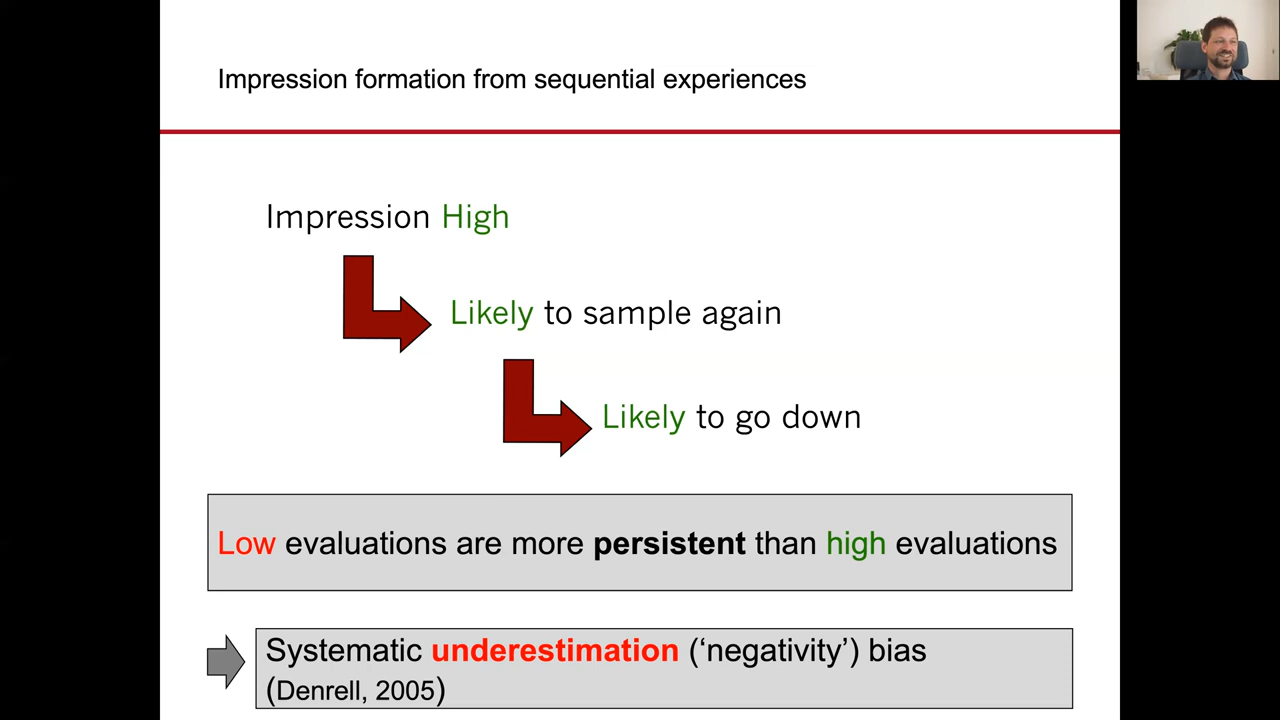 Impression formation from sequential experiences
Impression High
Likely to sample again
Likely to go down
Low evaluations are more persistent than high evaluations
Systematic underestimation (‘negativity’) bias
(Denrell, 2005)